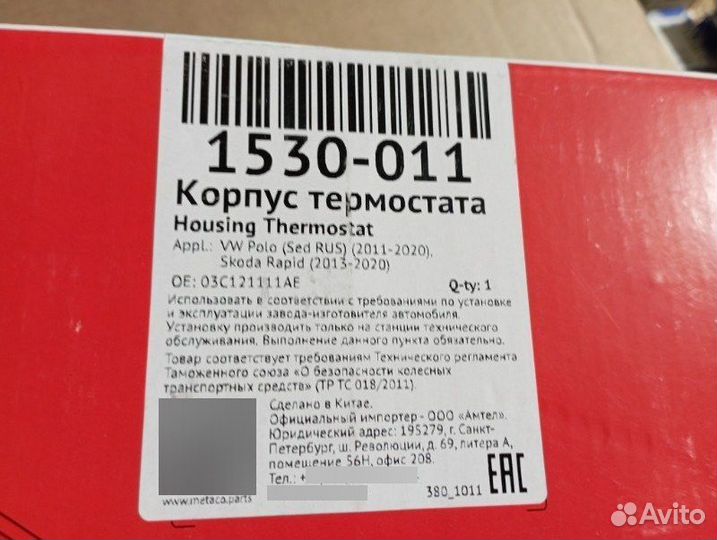 1530-011
Корпус термостата
Housing Thermostat
Appl.: VW Polo (Sed RUS) (2011-2020),
Skoda Rapid (2013-2020)
OE: 03C121111AE Q-ty: 1
Использовать в соответствии с требованиями по установке
и эксплуатации завода-изготовителя автомобиля.
Установку производить только на станции технического
обслуживания. Выполнение данного пункта обязательно.
Товар соответствует требованиям Технического регламента
Таможенного союза «О безопасности колесных
транспортных средств» (ТР ТС 018/2011).
Сделано в Китае.
Официальный импортер - ООО «Амтел».
Юридический адрес: 195279, г. Санкт-
Петербург, ш. Революции, д. 69, литера А,
помещение 56Н, офис 208.
Тел.: +
www.metaco.parts
380_1011
EAC
Avito